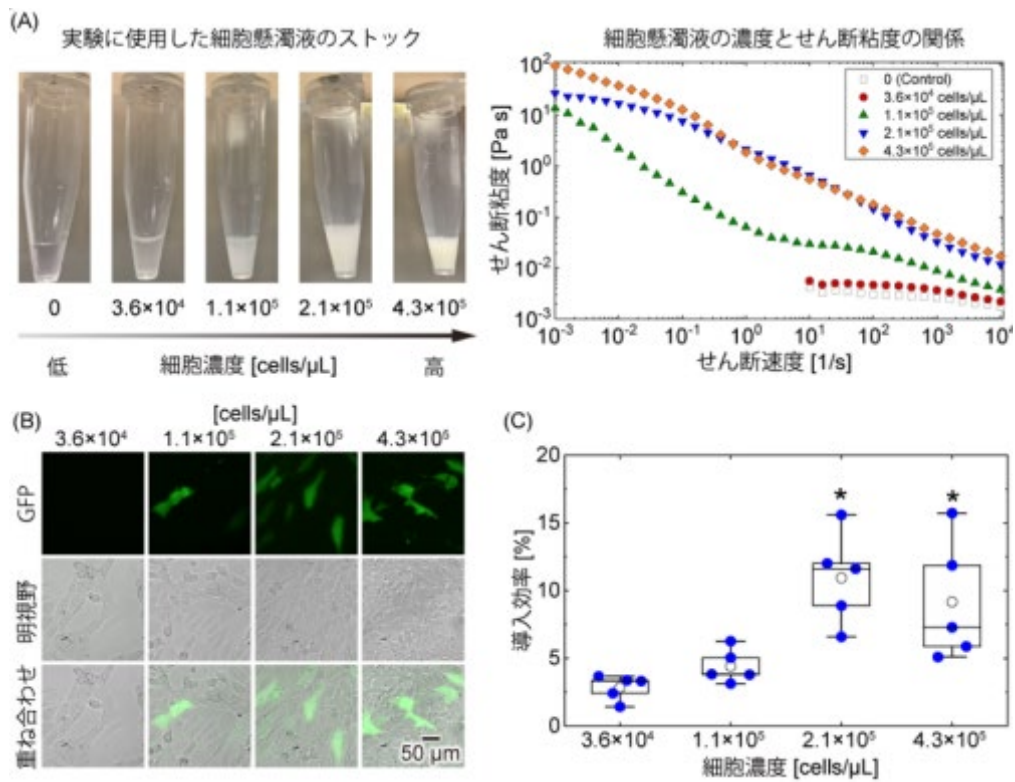 (A)
実験に使用した細胞懸濁液のストック
0
3.6×10⁴
1.1×10⁵
2.1×10⁵
4.3×10⁵
低
細胞濃度 [cells/μL]
高
細胞懸濁液の濃度とせん断粘度の関係
せん断粘度 [Pa s]
10²
10¹
10⁰
10⁻¹
10⁻²
10⁻³
0 (Control)
3.6×10⁴ cells/μL
1.1×10⁵ cells/μL
2.1×10⁵ cells/μL
4.3×10⁵ cells/μL
10⁻³ 10⁻² 10⁻¹ 10⁰ 10¹ 10² 10³ 10⁴
せん断速度 [1/s]
(B)
[cells/μL]
3.6×10⁴
1.1×10⁵
2.1×10⁵
4.3×10⁵
GFP
明視野
重ね合わせ
50 μm
(C)
導入効率 [%]
20
15
10
5
0
*
*
3.6×10⁴
1.1×10⁵
2.1×10⁵
4.3×10⁵
細胞濃度 [cells/μL]